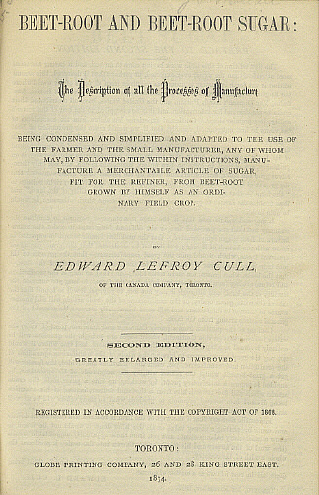 BEET-ROOT AND BEET-ROOT SUGAR:
The Description of all the Processes of Manufacture
BEING CONDENSED AND SIMPLIFIED AND ADAPTED TO THE USE OF
THE FARMER AND THE SMALL MANUFACTURER, ANY OF WHOM
MAY, BY FOLLOWING THE WITHIN INSTRUCTIONS, MANU-
FACTURE A MERCHANTABLE ARTICLE OF SUGAR,
FIT FOR THE REFINER, FROM BEET-ROOT
GROWN BY HIMSELF AS AN ORDI-
NARY FIELD CROP.
BY
EDWARD LEFROY CULL,
OF THE CANADA COMPANY, TORONTO.
SECOND EDITION,
GREATLY ENLARGED AND IMPROVED.
REGISTERED IN ACCORDANCE WITH THE COPYRIGHT ACT OF 1868.
TORONTO:
GLOBE PRINTING COMPANY, 26 AND 28 KING STREET EAST.
1874.